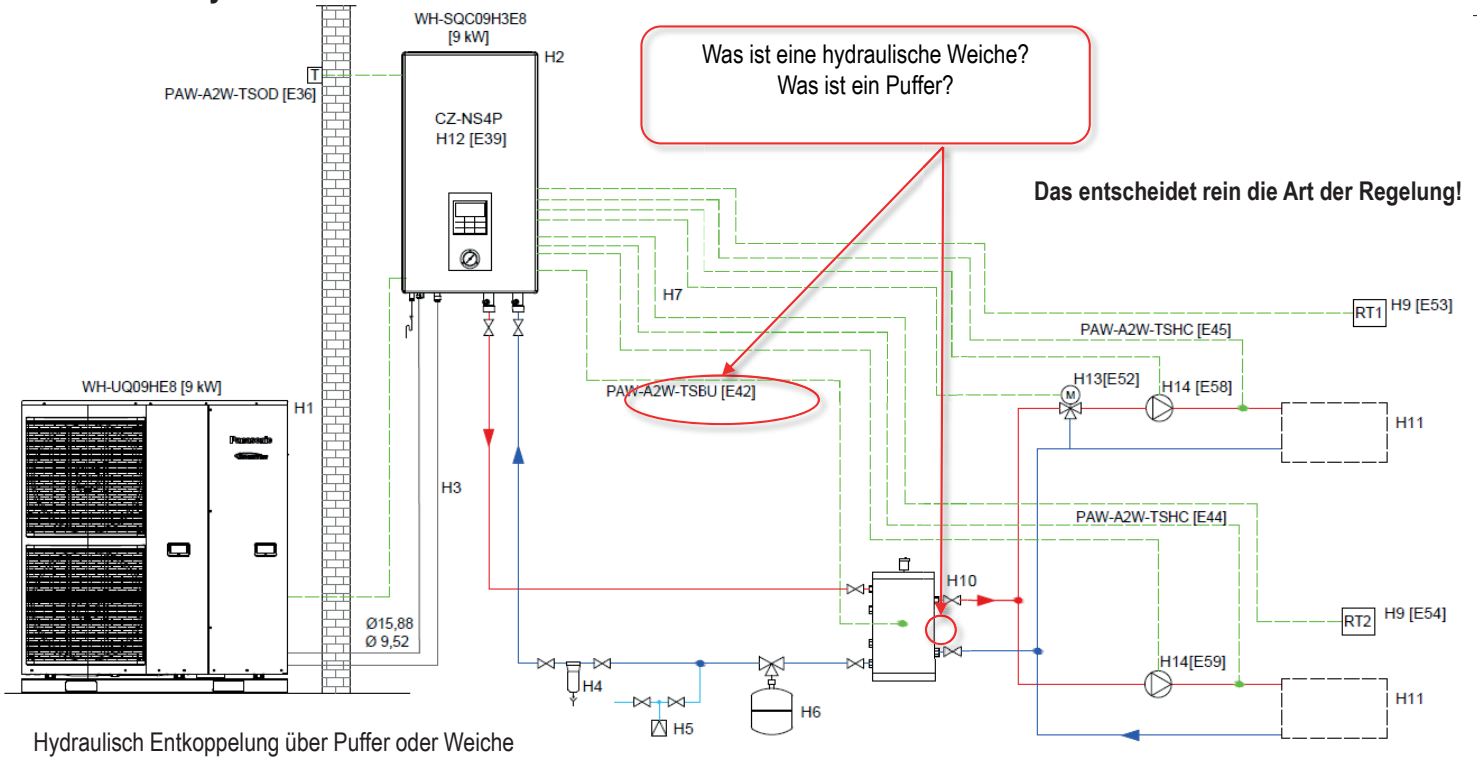 WH-SQC09H3E8
[9 kW]
H2
Was ist eine hydraulische Weiche?
Was ist ein Puffer?
T
PAW-A2W-TSOD [E36]
CZ-NS4P
H12 [E39]
Das entscheidet rein die Art der Regelung!
H7
RT1
H9 [E53]
PAW-A2W-TSHC [E45]
WH-UQ09HE8 [9 kW]
H1
PAW-A2W-TSBU [E42]
M
H13[E52]
H14 [E58]
H11
Panasonic
H3
PAW-A2W-TSHC [E44]
H10
Ø15,88
Ø 9,52
RT2
H9 [E54]
H14[E59]
H4
H5
H6
H11
Hydraulisch Entkoppelung über Puffer oder Weiche